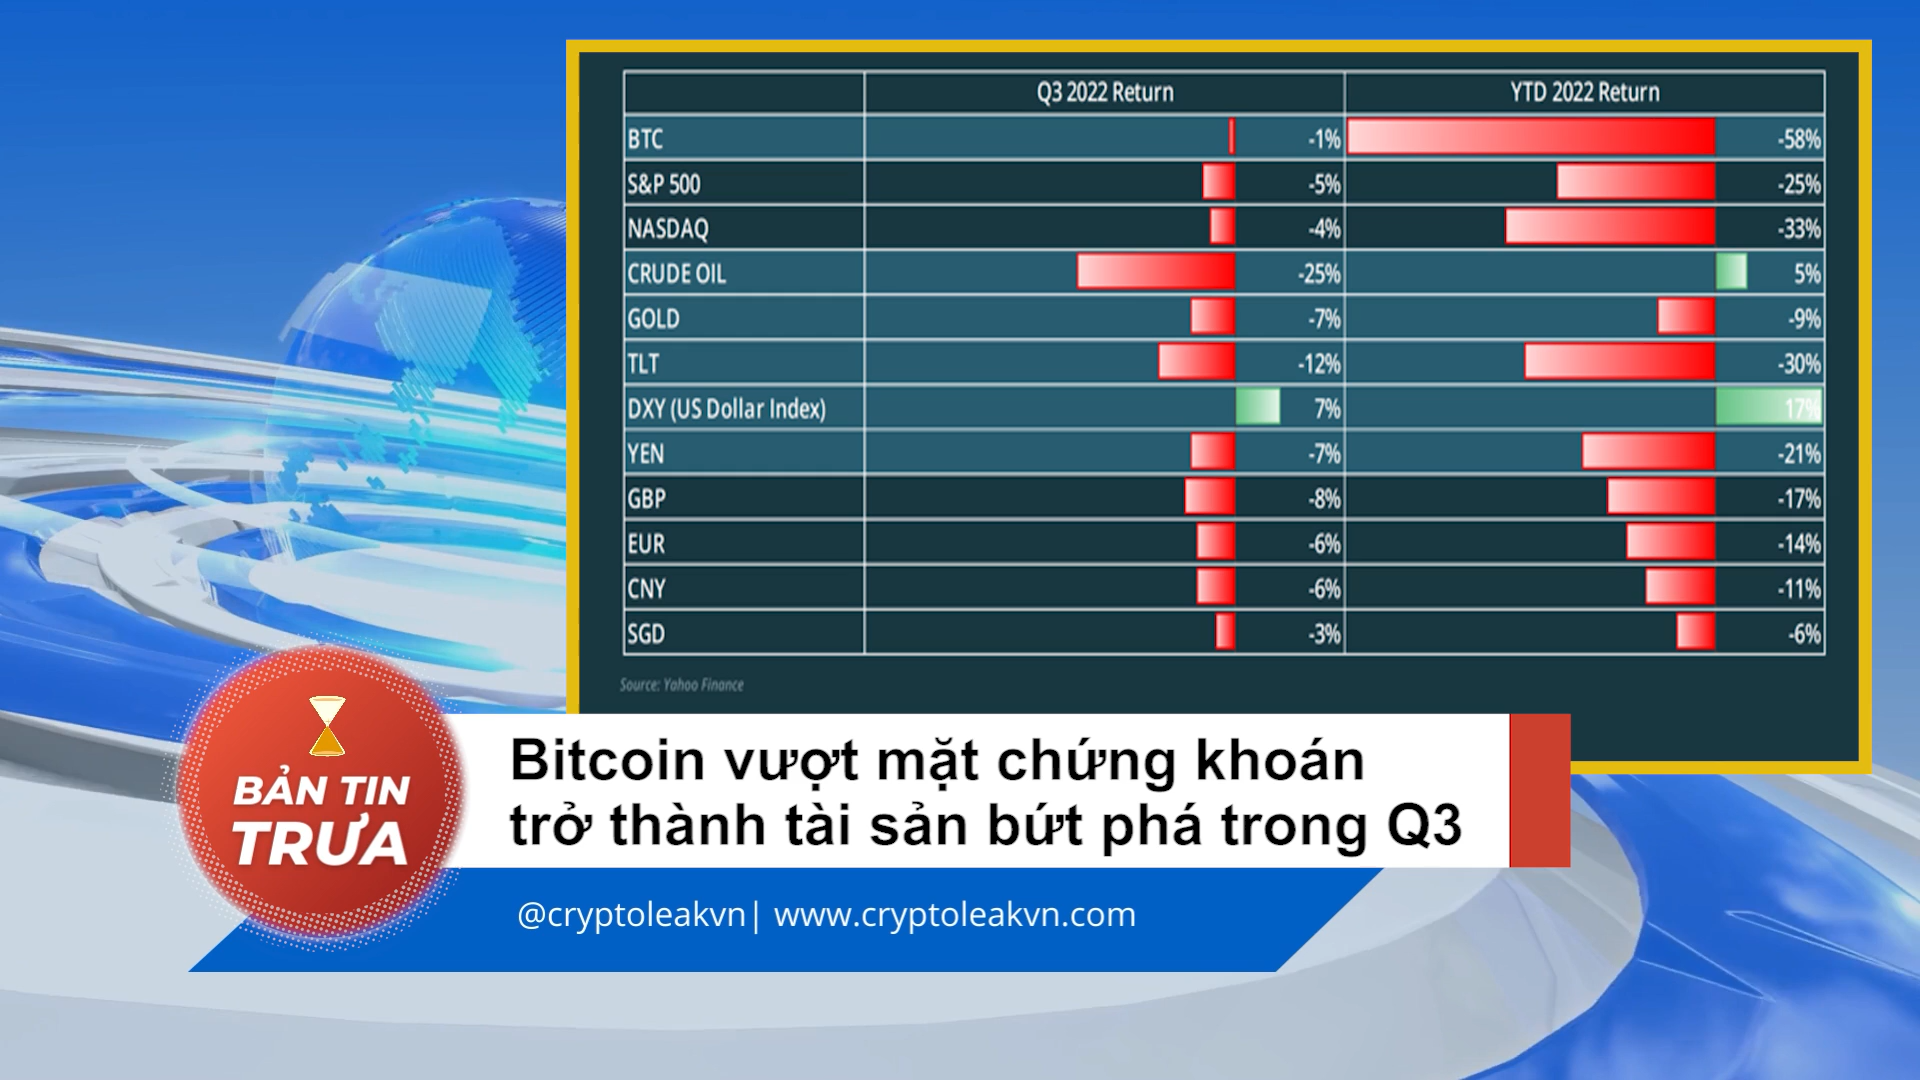 Q3 2022 Return YTD 2022 Return
BTC -1% -58%
S&P 500 -5% -25%
NASDAQ -4% -33%
CRUDE OIL -25% 5%
GOLD -7% -9%
TLT -12% -30%
DXY (US Dollar Index) 7% 17%
YEN -7% -21%
GBP -8% -17%
EUR -6% -14%
CNY -6% -11%
SGD -3% -6%
Source: Yahoo Finance
BẢN TIN
TRƯA
Bitcoin vượt mặt chứng khoán
trở thành tài sản bứt phá trong Q3
@cryptoleakvn| www.cryptoleakvn.com